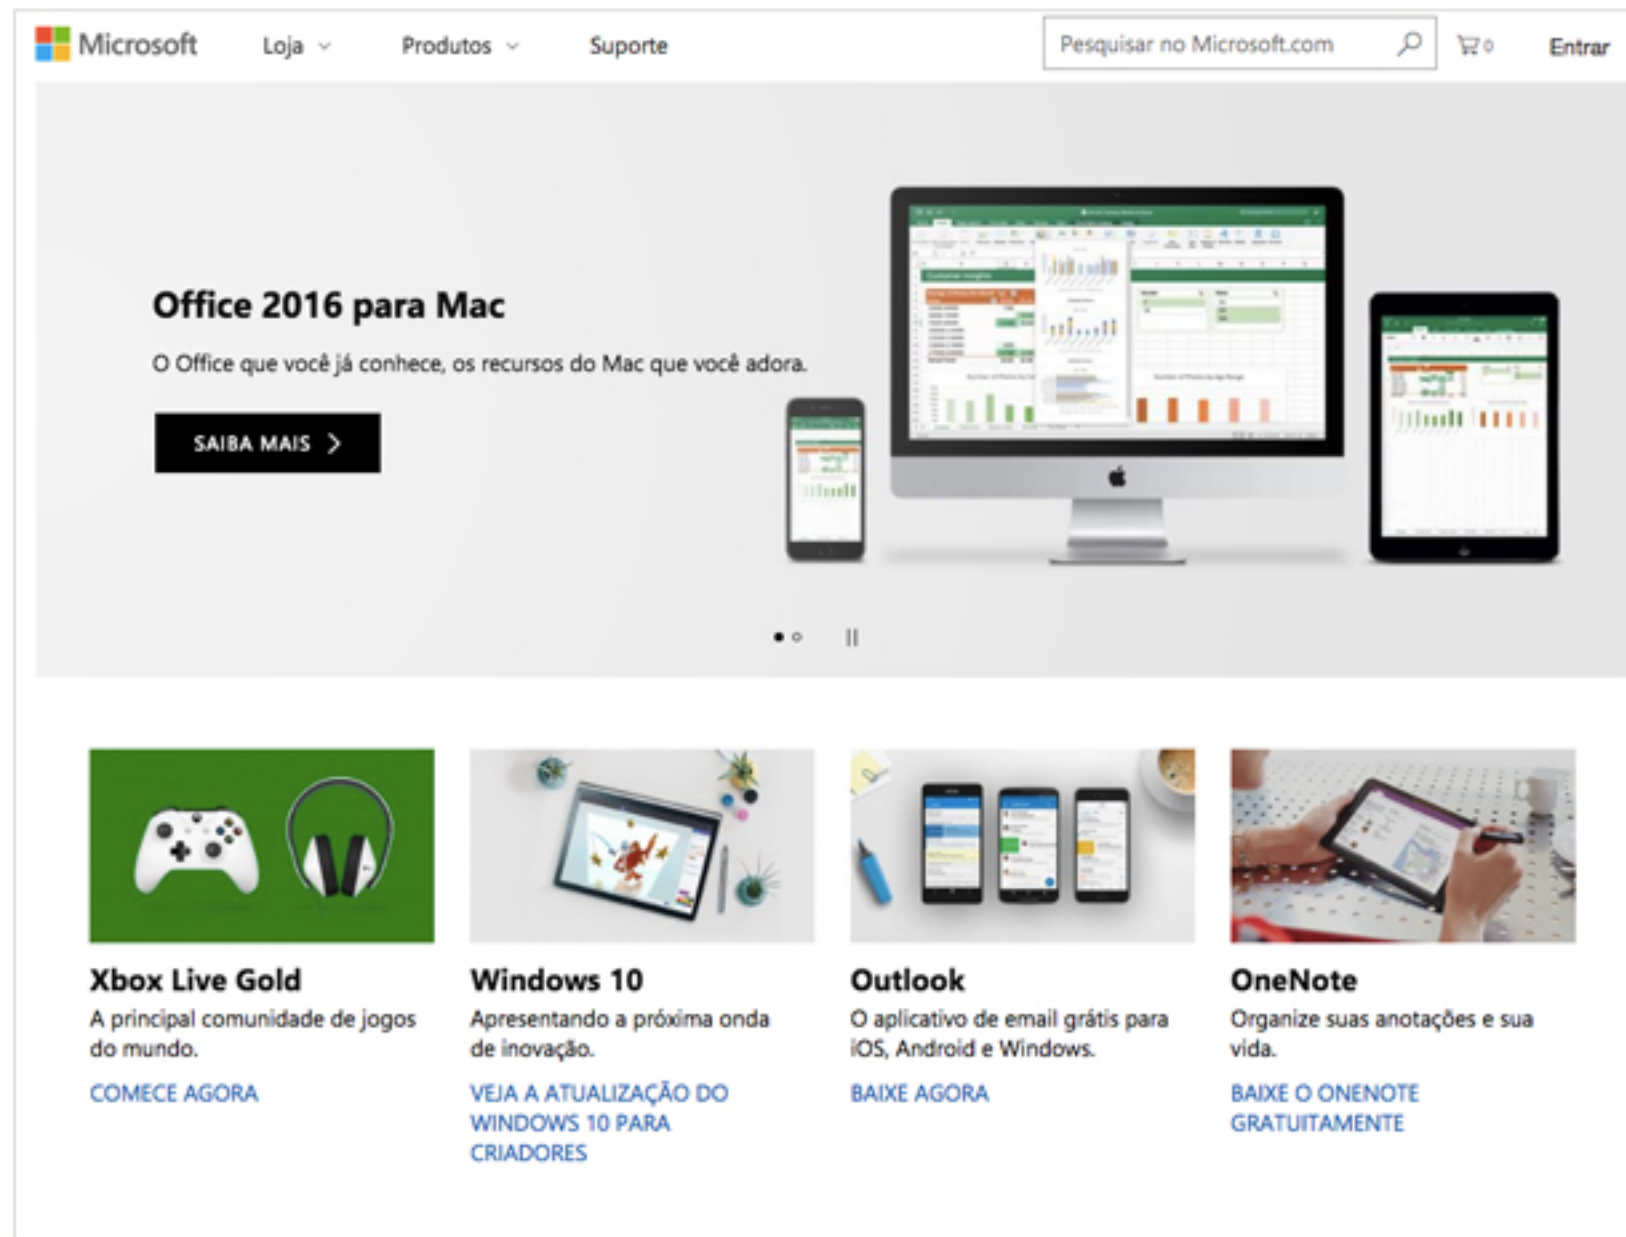 Microsoft
Loja
Produtos
Suporte
Pesquisar no Microsoft.com
0
Entrar
Office 2016 para Mac
O Office que você já conhece, os recursos do Mac que você adora.
SAIBA MAIS
Xbox Live Gold
A principal comunidade de jogos
do mundo.
COMECE AGORA
Windows 10
Apresentando a próxima onda
de inovação.
VEJA A ATUALIZAÇÃO DO
WINDOWS 10 PARA
CRIADORES
Outlook
O aplicativo de email grátis para
iOS, Android e Windows.
BAIXE AGORA
OneNote
Organize suas anotações e sua
vida.
BAIXE O ONENOTE
GRATUITAMENTE